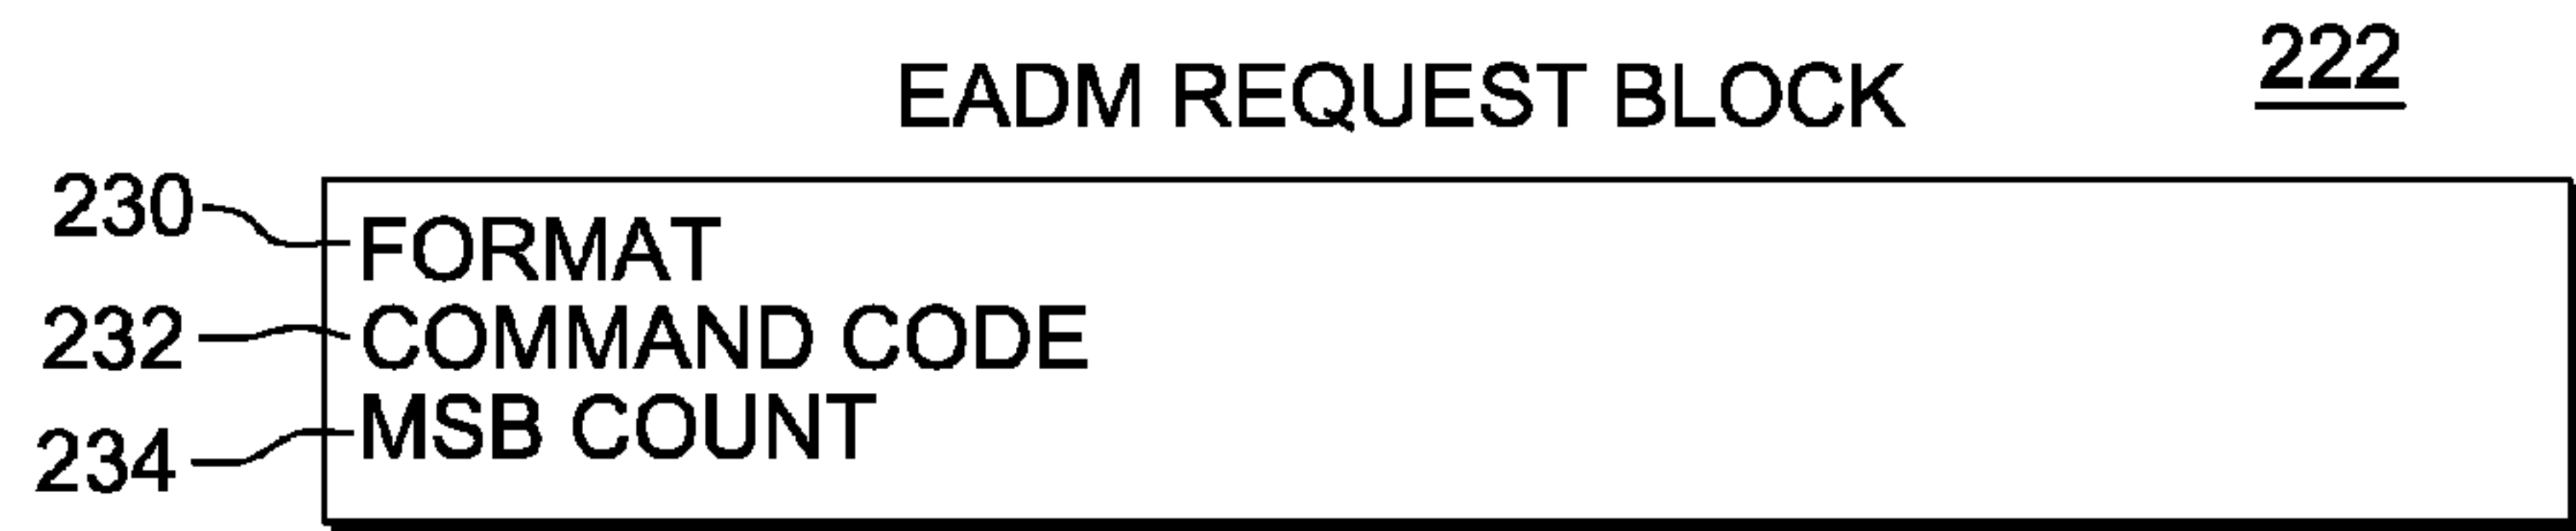 EADM REQUEST BLOCK 222
230 FORMAT
232 COMMAND CODE
234 MSB COUNT